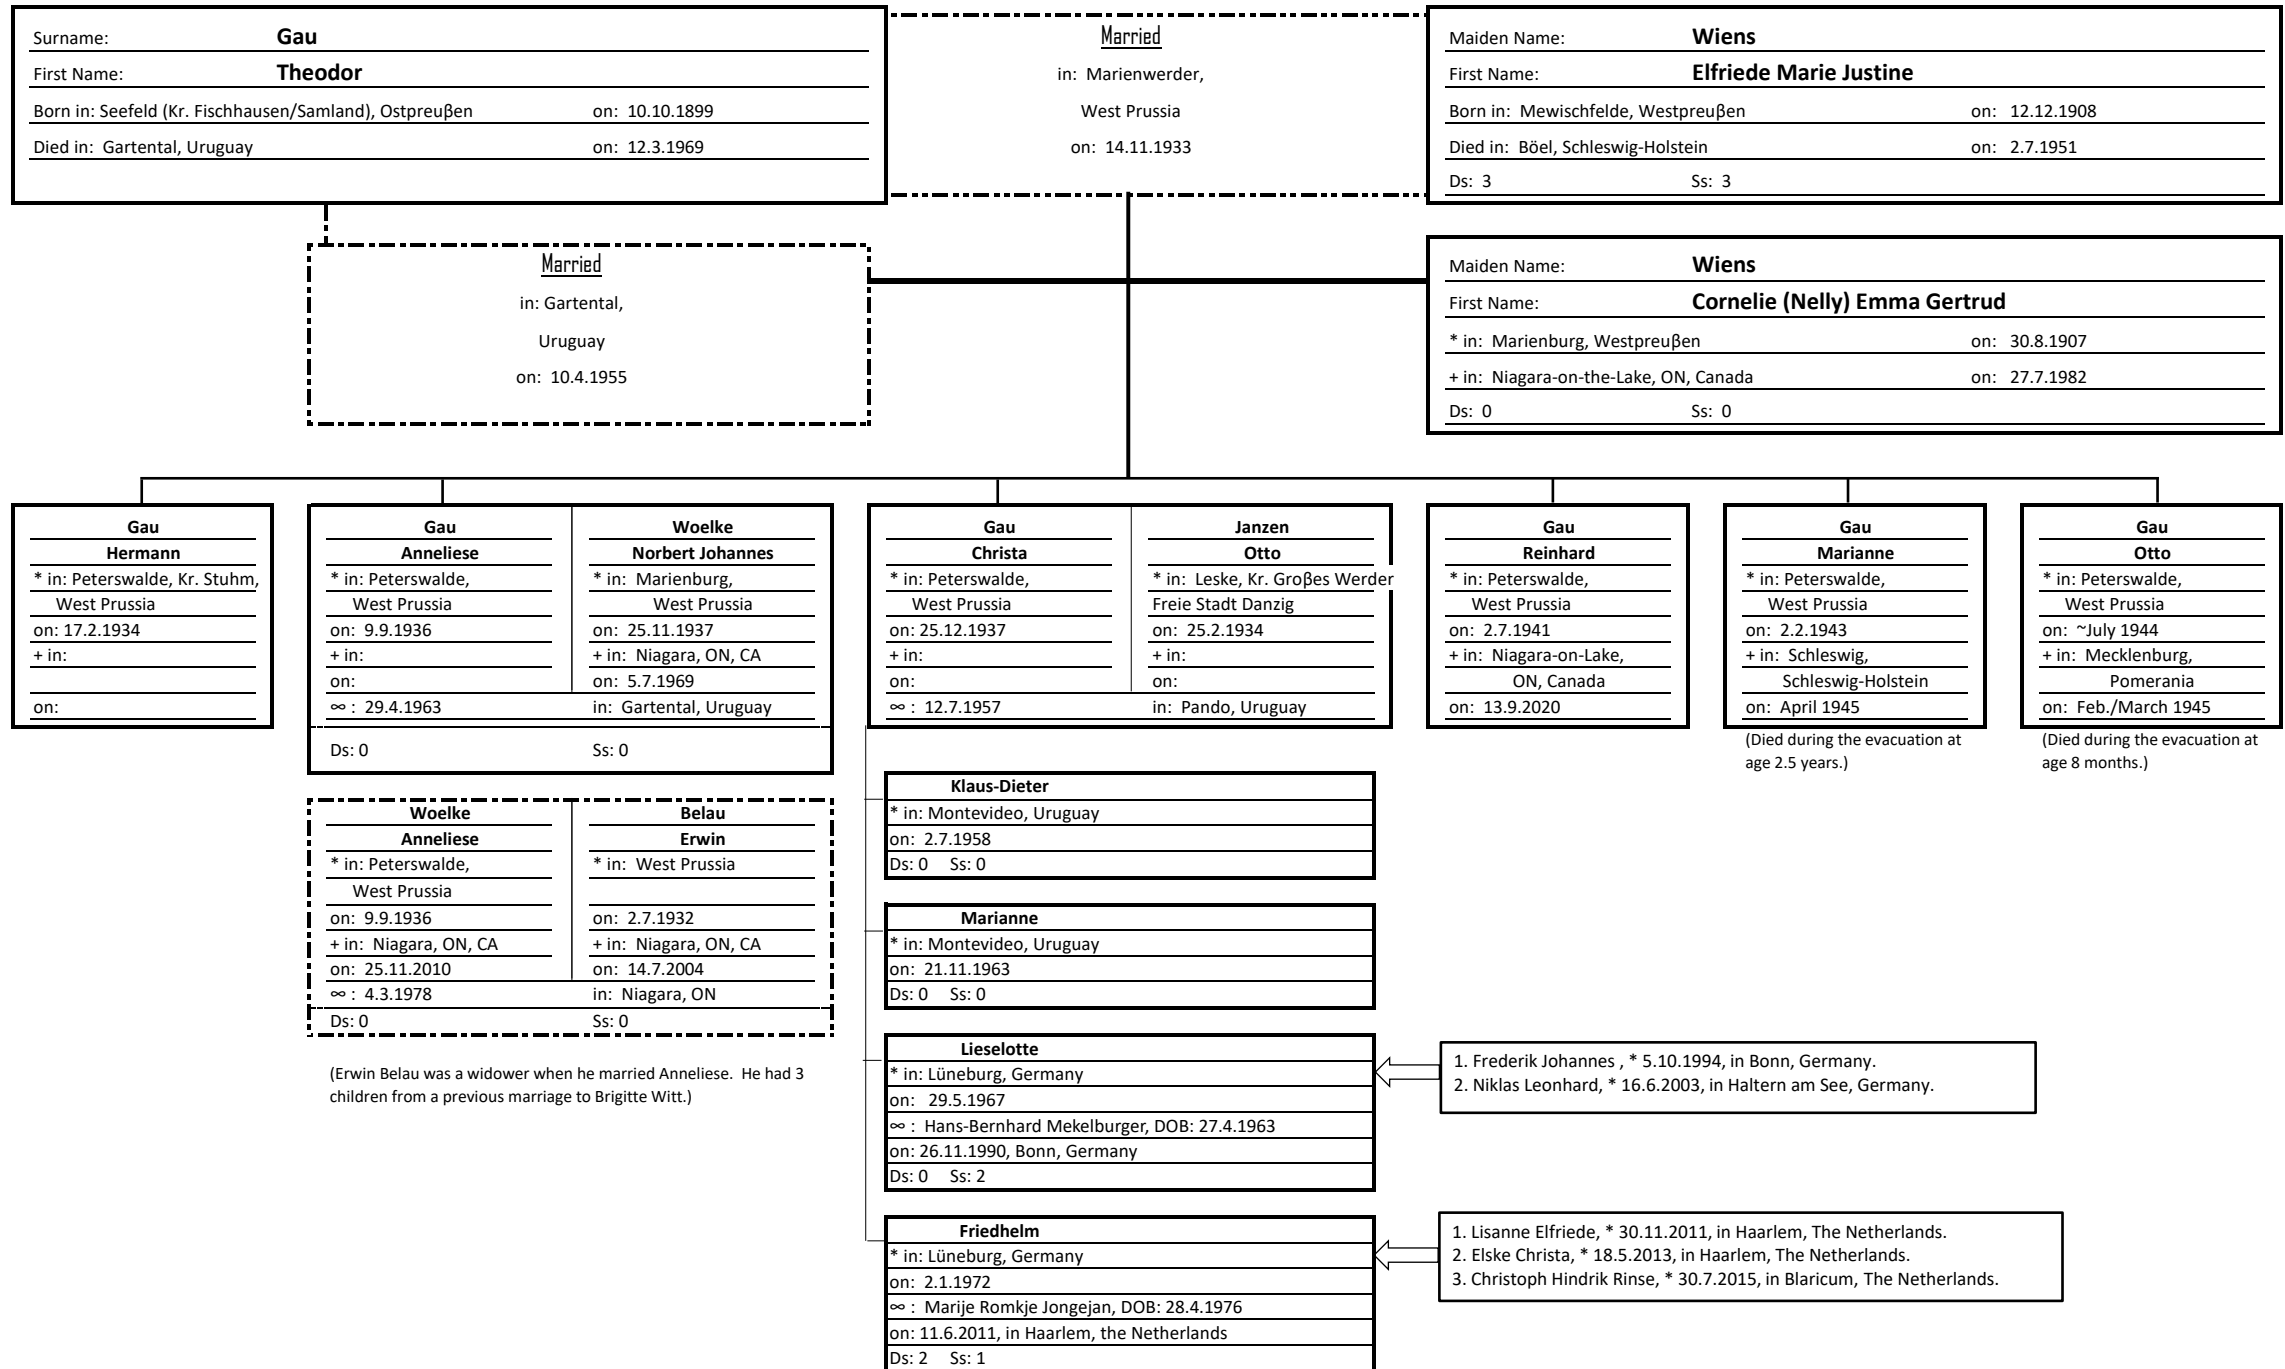 Surname: Gau
First Name: Theodor
Born in: Seefeld (Kr. Fischhausen/Samland), Ostpreuβen on: 10.10.1899
Died in: Gartental, Uruguay on: 12.3.1969
Married
in: Marienwerder,
West Prussia
on: 14.11.1933
Maiden Name: Wiens
First Name: Elfriede Marie Justine
Born in: Mewischfelde, Westpreuβen on: 12.12.1908
Died in: Böel, Schleswig-Holstein on: 2.7.1951
Ds: 3 Ss: 3
Married
in: Gartental,
Uruguay
on: 10.4.1955
Maiden Name: Wiens
First Name: Cornelie (Nelly) Emma Gertrud
* in: Marienburg, Westpreuβen on: 30.8.1907
+ in: Niagara-on-the-Lake, ON, Canada on: 27.7.1982
Ds: 0 Ss: 0
Gau
Hermann
* in: Peterswalde, Kr. Stuhm,
West Prussia
on: 17.2.1934
+ in:
on:
Gau
Anneliese
* in: Peterswalde,
West Prussia
on: 9.9.1936
+ in:
on:
Woelke
Norbert Johannes
* in: Marienburg,
West Prussia
on: 25.11.1937
+ in: Niagara, ON, CA
on: 5.7.1969
∞ : 29.4.1963 in: Gartental, Uruguay
Ds: 0 Ss: 0
Woelke
Anneliese
* in: Peterswalde,
West Prussia
on: 9.9.1936
+ in: Niagara, ON, CA
on: 25.11.2010
Belau
Erwin
* in: West Prussia
on: 2.7.1932
+ in: Niagara, ON, CA
on: 14.7.2004
∞ : 4.3.1978 in: Niagara, ON
Ds: 0 Ss: 0
(Erwin Belau was a widower when he married Anneliese. He had 3
children from a previous marriage to Brigitte Witt.)
Gau
Christa
* in: Peterswalde,
West Prussia
on: 25.12.1937
+ in:
on:
Janzen
Otto
* in: Leske, Kr. Groβes Werder
Freie Stadt Danzig
on: 25.2.1934
+ in:
on:
∞ : 12.7.1957 in: Pando, Uruguay
Klaus-Dieter
* in: Montevideo, Uruguay
on: 2.7.1958
Ds: 0 Ss: 0
Marianne
* in: Montevideo, Uruguay
on: 21.11.1963
Ds: 0 Ss: 0
Lieselotte
* in: Lüneburg, Germany
on: 29.5.1967
∞ : Hans-Bernhard Mekelburger, DOB: 27.4.1963
on: 26.11.1990, Bonn, Germany
Ds: 0 Ss: 2
1. Frederik Johannes , * 5.10.1994, in Bonn, Germany.
2. Niklas Leonhard, * 16.6.2003, in Haltern am See, Germany.
Friedhelm
* in: Lüneburg, Germany
on: 2.1.1972
∞ : Marije Romkje Jongejan, DOB: 28.4.1976
on: 11.6.2011, in Haarlem, the Netherlands
Ds: 2 Ss: 1
1. Lisanne Elfriede, * 30.11.2011, in Haarlem, The Netherlands.
2. Elske Christa, * 18.5.2013, in Haarlem, The Netherlands.
3. Christoph Hindrik Rinse, * 30.7.2015, in Blaricum, The Netherlands.
Gau
Reinhard
* in: Peterswalde,
West Prussia
on: 2.7.1941
+ in: Niagara-on-Lake,
ON, Canada
on: 13.9.2020
Gau
Marianne
* in: Peterswalde,
West Prussia
on: 2.2.1943
+ in: Schleswig,
Schleswig-Holstein
on: April 1945
(Died during the evacuation at
age 2.5 years.)
Gau
Otto
* in: Peterswalde,
West Prussia
on: ~July 1944
+ in: Mecklenburg,
Pomerania
on: Feb./March 1945
(Died during the evacuation at
age 8 months.)